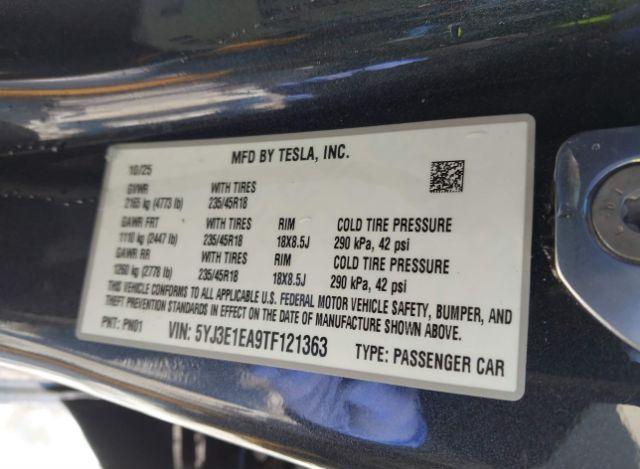 MFD BY TESLA, INC.
10/25
GVWR WITH TIRES
2165 kg (4773 lb) 235/45R18
GAWR FRT WITH TIRES RIM COLD TIRE PRESSURE
1110 kg (2447 lb) 235/45R18 18X8.5J 290 kPa, 42 psi
GAWR RR WITH TIRES RIM COLD TIRE PRESSURE
1260 kg (2778 lb) 235/45R18 18X8.5J 290 kPa, 42 psi
THIS VEHICLE CONFORMS TO ALL APPLICABLE U.S. FEDERAL MOTOR VEHICLE SAFETY, BUMPER, AND
THEFT PREVENTION STANDARDS IN EFFECT ON THE DATE OF MANUFACTURE SHOWN ABOVE.
PNT: PN01 VIN: 5YJ3E1EA9TF121363 TYPE: PASSENGER CAR